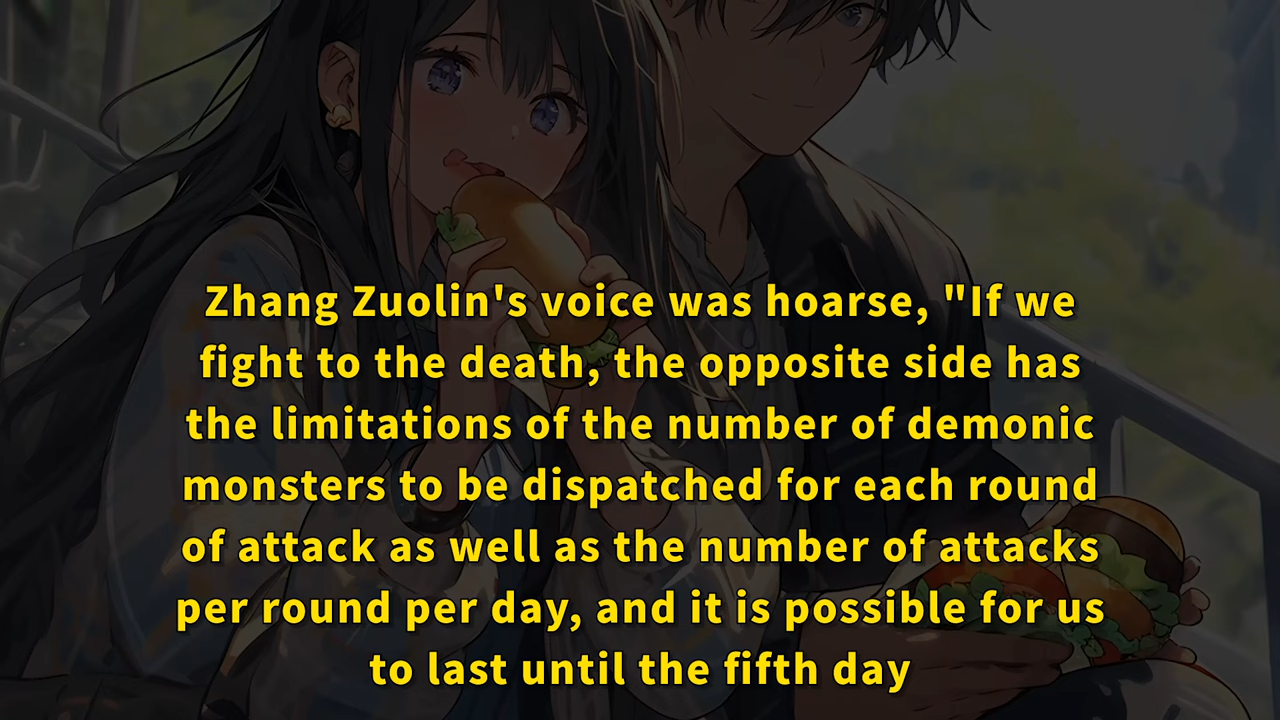 Zhang Zuolin's voice was hoarse, "If we
fight to the death, the opposite side has
the limitations of the number of demonic
monsters to be dispatched for each round
of attack as well as the number of attacks
per round per day, and it is possible for us
to last until the fifth day